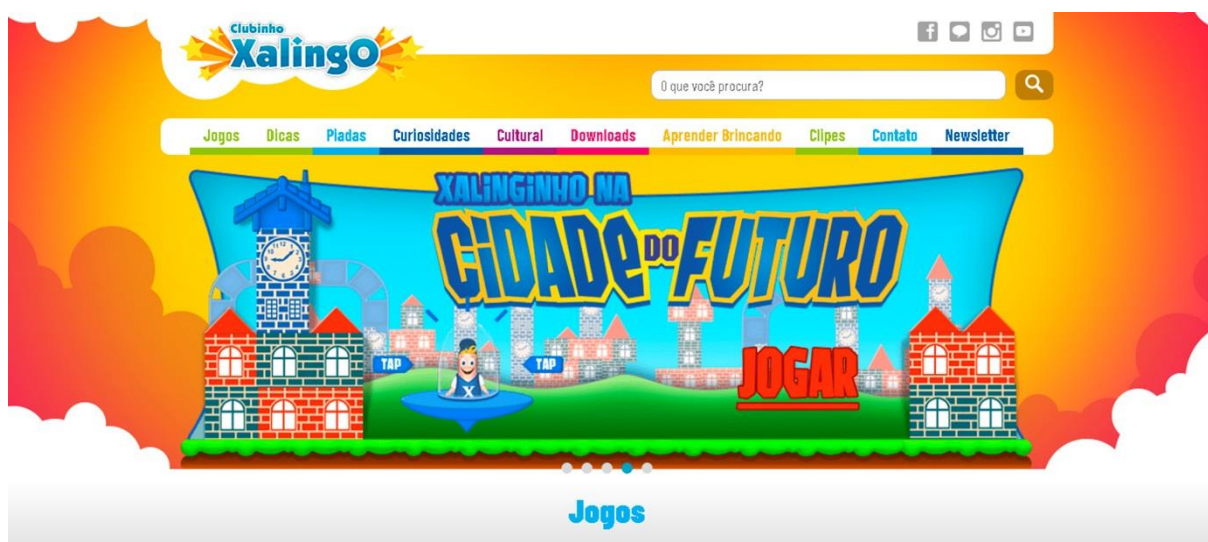 Clubinho
XalingO
O que você procura?
Jogos Dicas Piadas Curiosidades Cultural Downloads Aprender Brincando Clipes Contato Newsletter
XALINGINHO NA
CIDADE DO FUTURO
TAP TAP
JOGAR
X
Jogos